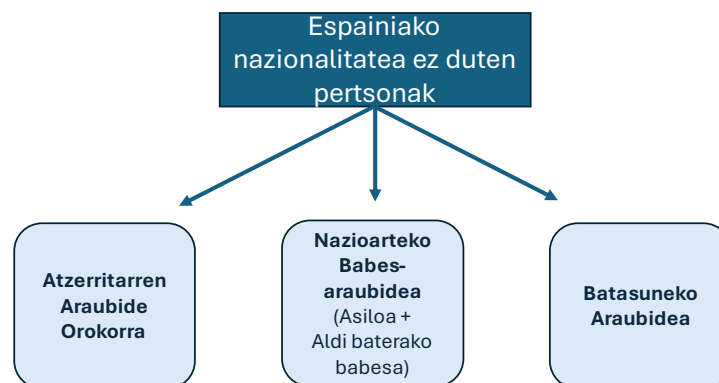 Espainiako
nazionalitatea ez duten
pertsonak
Atzerritarren
Araubide
Orokorra
Nazioarteko
Babes-
araubidea
(Asiloa +
Aldi baterako
babesa)
Batasuneko
Araubidea